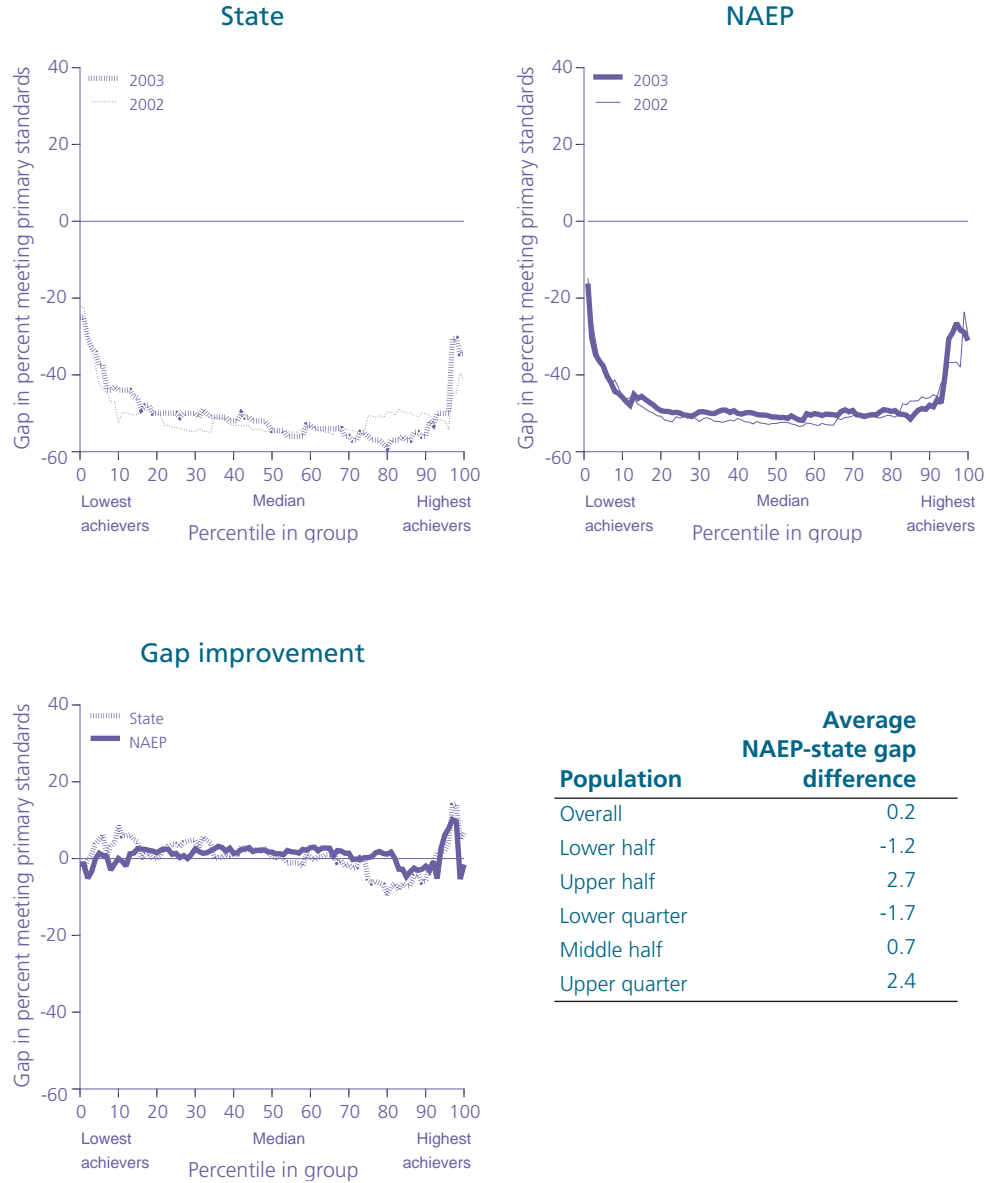 State
Gap in percent meeting primary standards
40
20
0
-20
-40
-60
2003
2002
0 10 20 30 40 50 60 70 80 90 100
Lowest achievers
Median
Highest achievers
Percentile in group
NAEP
Gap in percent meeting primary standards
40
20
0
-20
-40
-60
2003
2002
0 10 20 30 40 50 60 70 80 90 100
Lowest achievers
Median
Highest achievers
Percentile in group
Gap improvement
Gap in percent meeting primary standards
40
20
0
-20
-40
-60
State
NAEP
0 10 20 30 40 50 60 70 80 90 100
Lowest achievers
Median
Highest achievers
Percentile in group
Average
NAEP-state gap
Population difference
Overall 0.2
Lower half -1.2
Upper half 2.7
Lower quarter -1.7
Middle half 0.7
Upper quarter 2.4